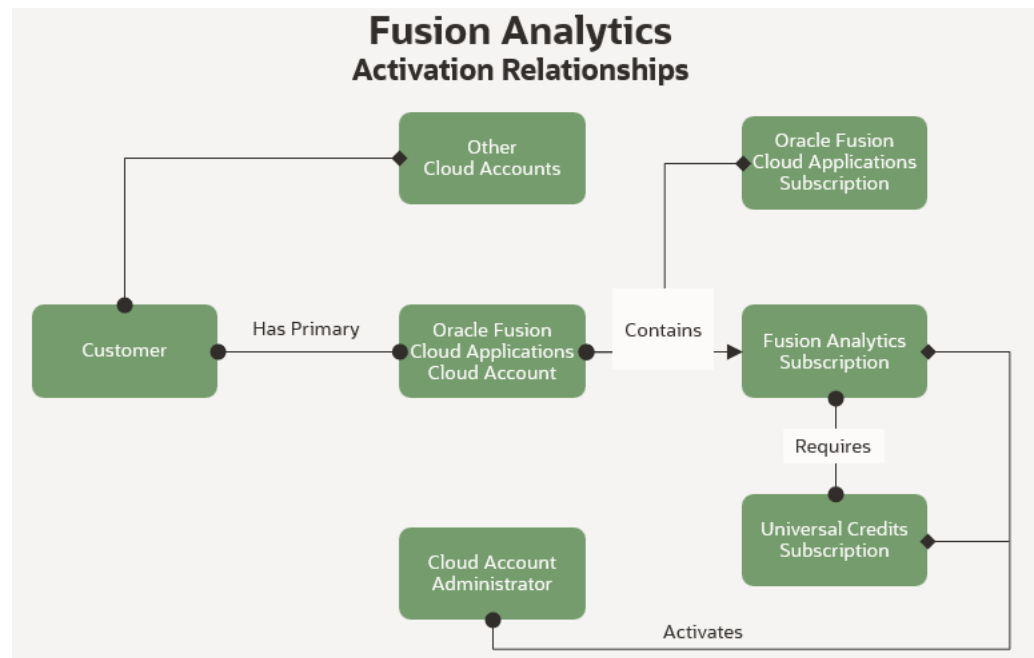 Fusion Analytics
Activation Relationships
Other
Cloud Accounts
Oracle Fusion
Cloud Applications
Subscription
Customer
Has Primary
Oracle Fusion
Cloud Applications
Cloud Account
Contains
Fusion Analytics
Subscription
Requires
Universal Credits
Subscription
Cloud Account
Administrator
Activates